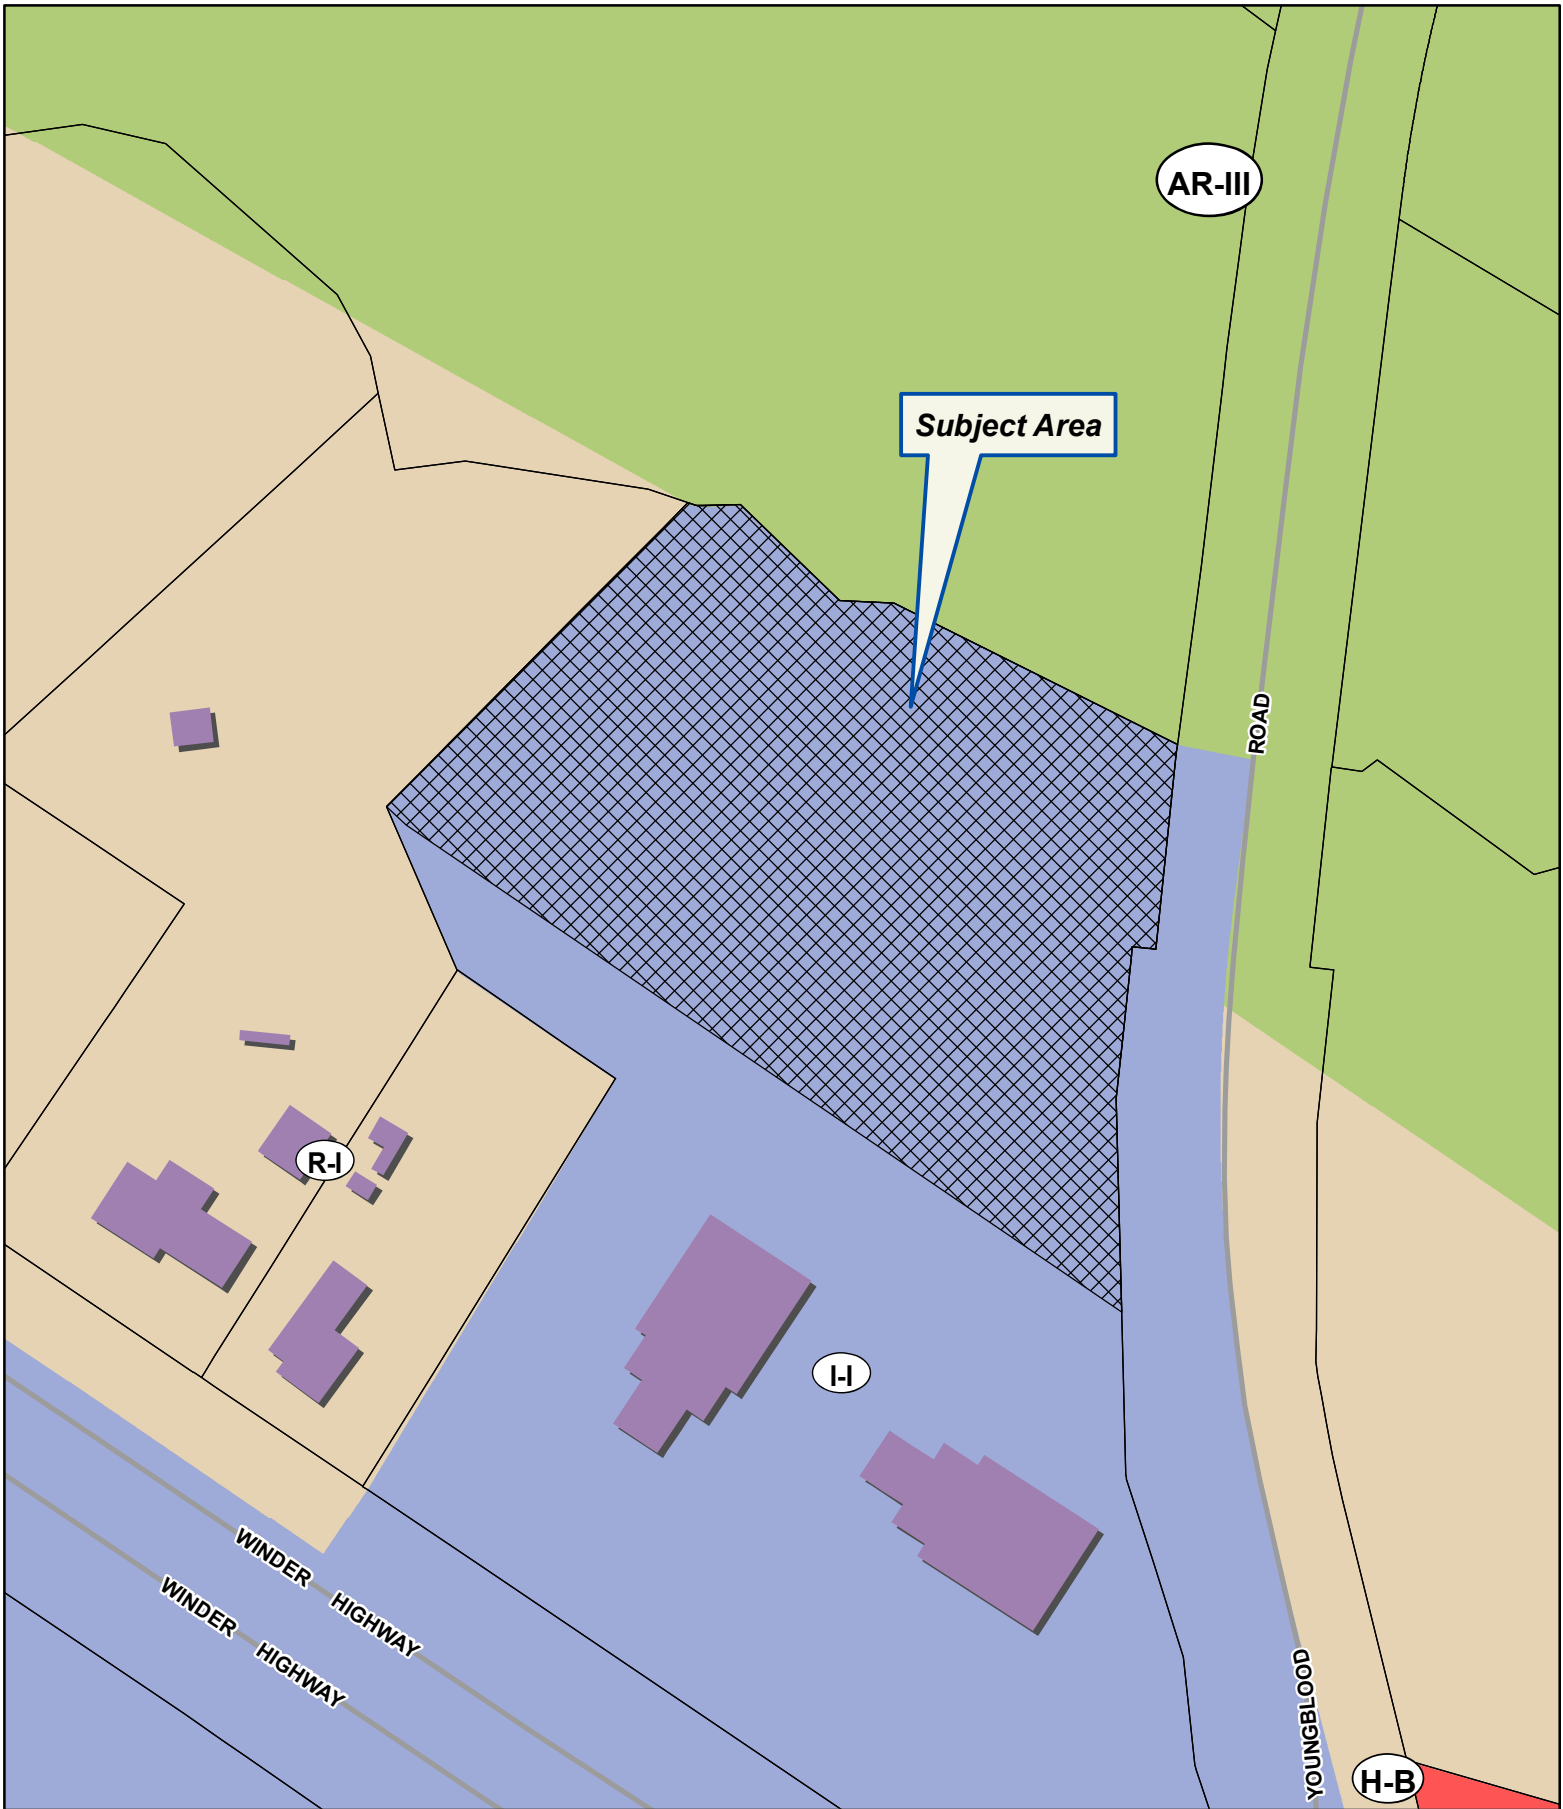 AR-III
Subject Area
ROAD
R-I
I-I
WINDER HIGHWAY
WINDER HIGHWAY
YOUNGBLOOD
H-B